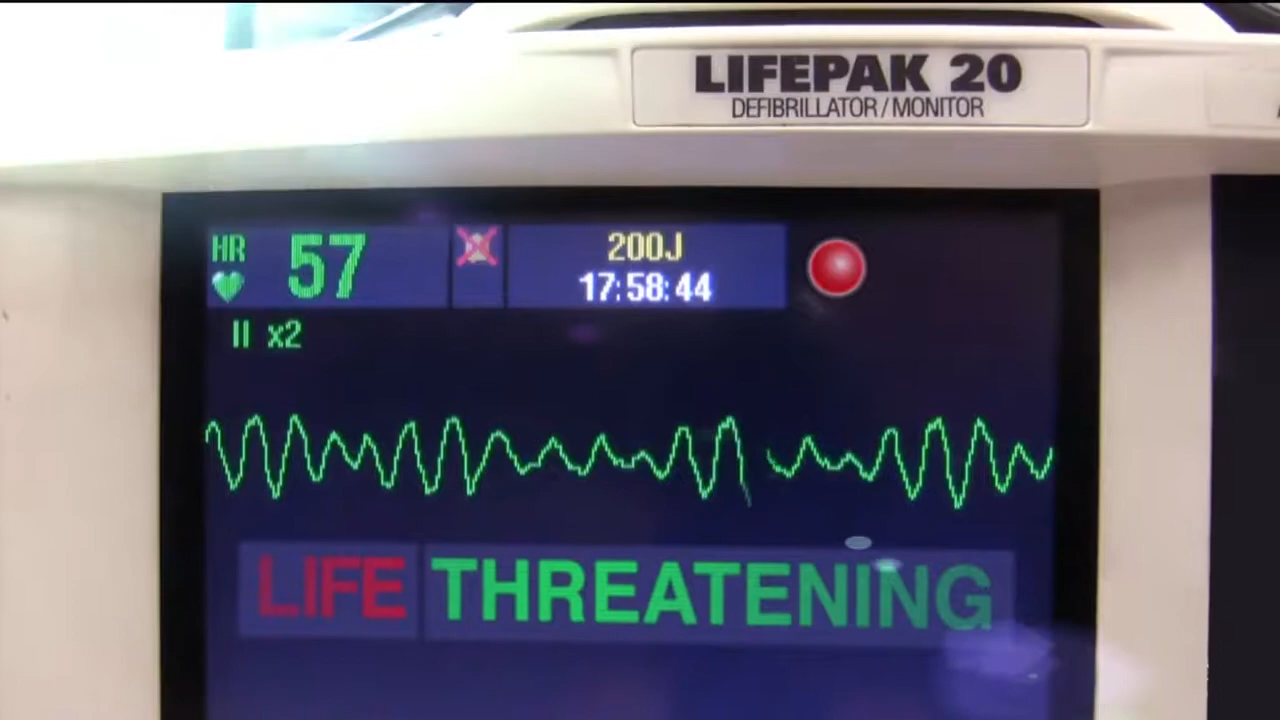 LIFEPAK 20
DEFIBRILLATOR/MONITOR
HR 57
200J
17:58:44
II x2
LIFE THREATENING